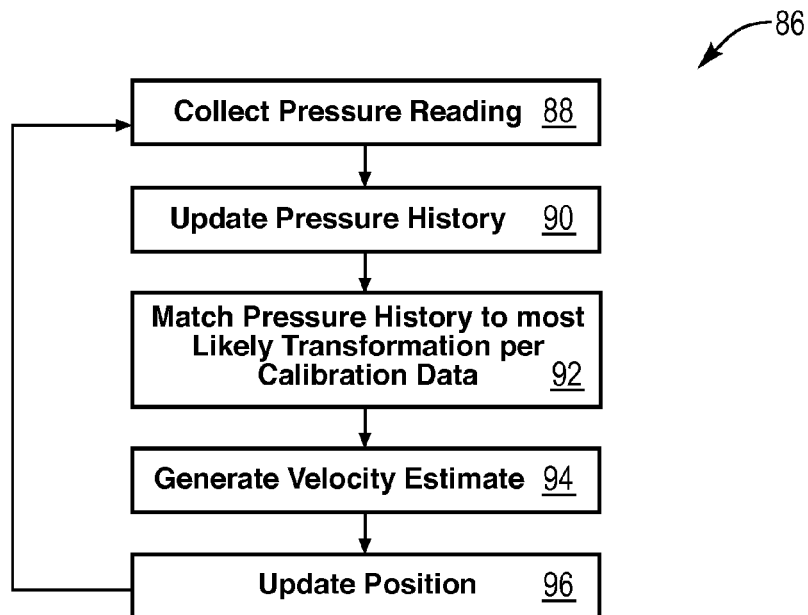 86
Collect Pressure Reading 88
Update Pressure History 90
Match Pressure History to most
Likely Transformation per
Calibration Data 92
Generate Velocity Estimate 94
Update Position 96